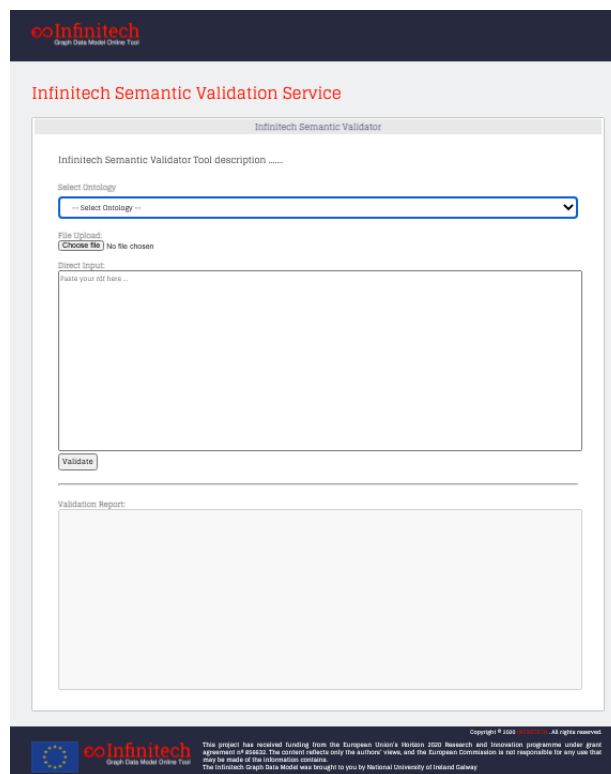 ∞Infinitech
Graph Data Model Online Tool
Infinitech Semantic Validation Service
Infinitech Semantic Validator
Infinitech Semantic Validator Tool description ......
Select Ontology
-- Select Ontology --
File Upload:
Choose file No file chosen
Direct Input:
Paste your rdf here ...
Validate
Validation Report:
Copyright © 2020 INFINITECH. All rights reserved.
∞Infinitech
Graph Data Model Online Tool
This project has received funding from the European Union's Horizon 2020 Research and Innovation programme under grant
agreement nº 856632. The content reflects only the authors' views, and the European Commission is not responsible for any use that
may be made of the information contains.
The Infinitech Graph Data Model was brought to you by National University of Ireland Galway